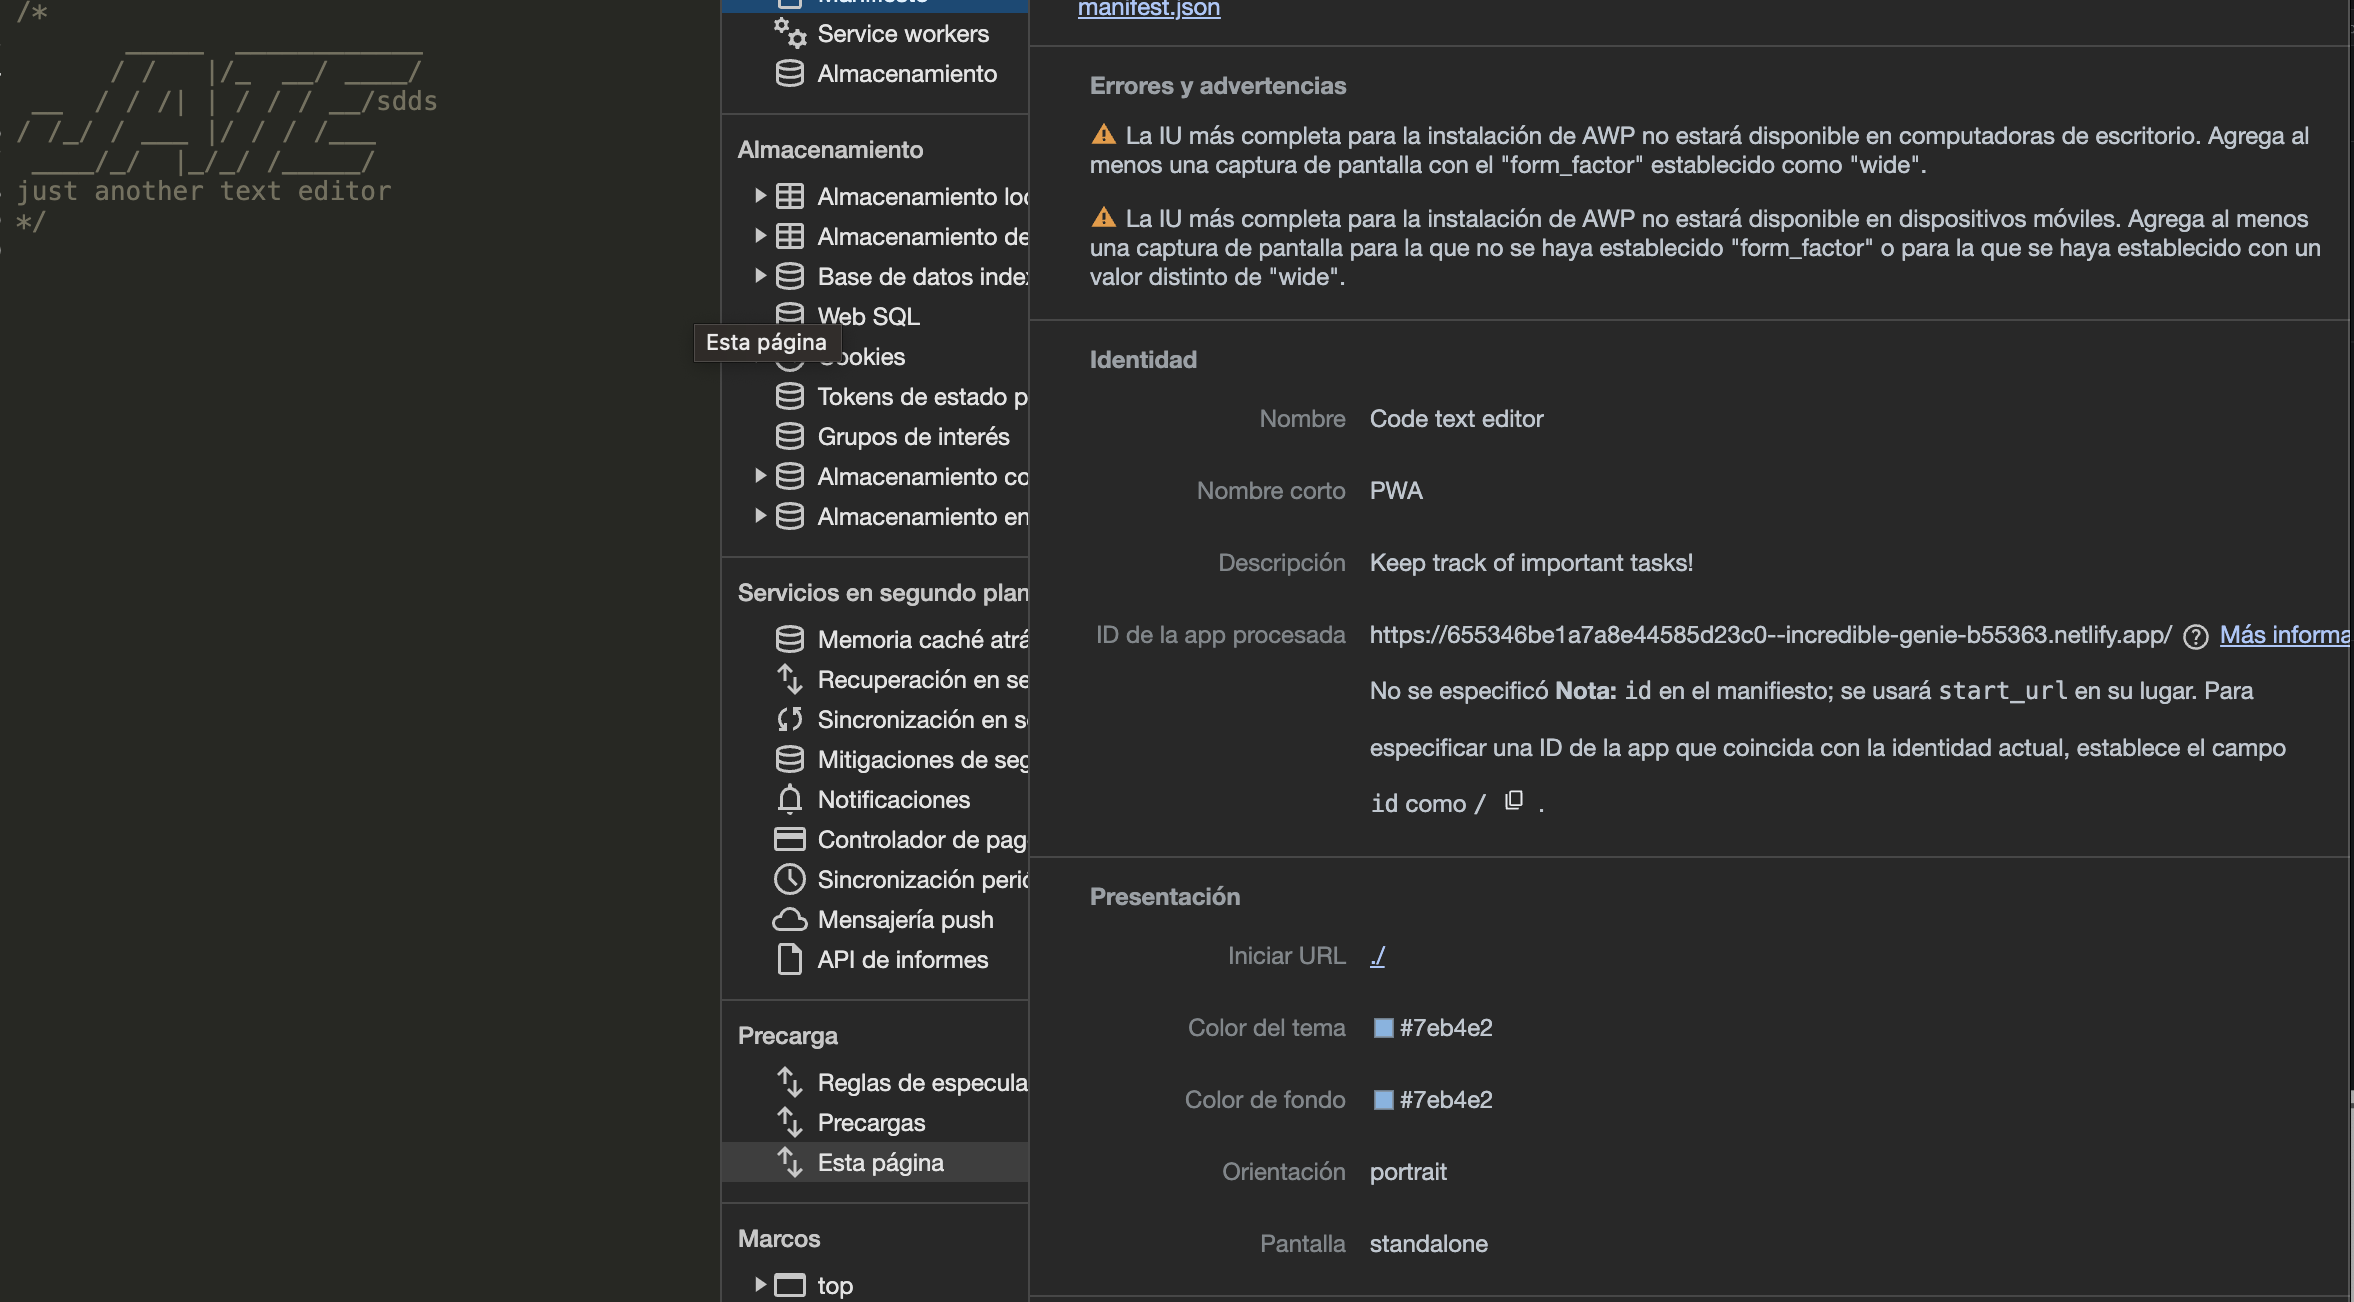 /*
      _____  ____________
     / /   |/_  __/ ____/
__  / / /| | / / / __/sdds
/ /_/ / ___ |/ / / /___
____/_/  |_/_/ /_____/
just another text editor
*/
Service workers
Almacenamiento
Almacenamiento
Almacenamiento loc
Almacenamiento de
Base de datos index
Web SQL
Esta página
Cookies
Tokens de estado p
Grupos de interés
Almacenamiento co
Almacenamiento en
Servicios en segundo plan
Memoria caché atrá
Recuperación en se
Sincronización en s
Mitigaciones de seg
Notificaciones
Controlador de pag
Sincronización perió
Mensajería push
API de informes
Precarga
Reglas de especula
Precargas
Esta página
Marcos
top
manifest.json
Errores y advertencias
La IU más completa para la instalación de AWP no estará disponible en computadoras de escritorio. Agrega al
menos una captura de pantalla con el "form_factor" establecido como "wide".
La IU más completa para la instalación de AWP no estará disponible en dispositivos móviles. Agrega al menos
una captura de pantalla para la que no se haya establecido "form_factor" o para la que se haya establecido con un
valor distinto de "wide".
Identidad
Nombre Code text editor
Nombre corto PWA
Descripción Keep track of important tasks!
ID de la app procesada https://655346be1a7a8e44585d23c0--incredible-genie-b55363.netlify.app/ Más informa
No se especificó Nota: id en el manifiesto; se usará start_url en su lugar. Para
especificar una ID de la app que coincida con la identidad actual, establece el campo
id como / .
Presentación
Iniciar URL ./
Color del tema #7eb4e2
Color de fondo #7eb4e2
Orientación portrait
Pantalla standalone